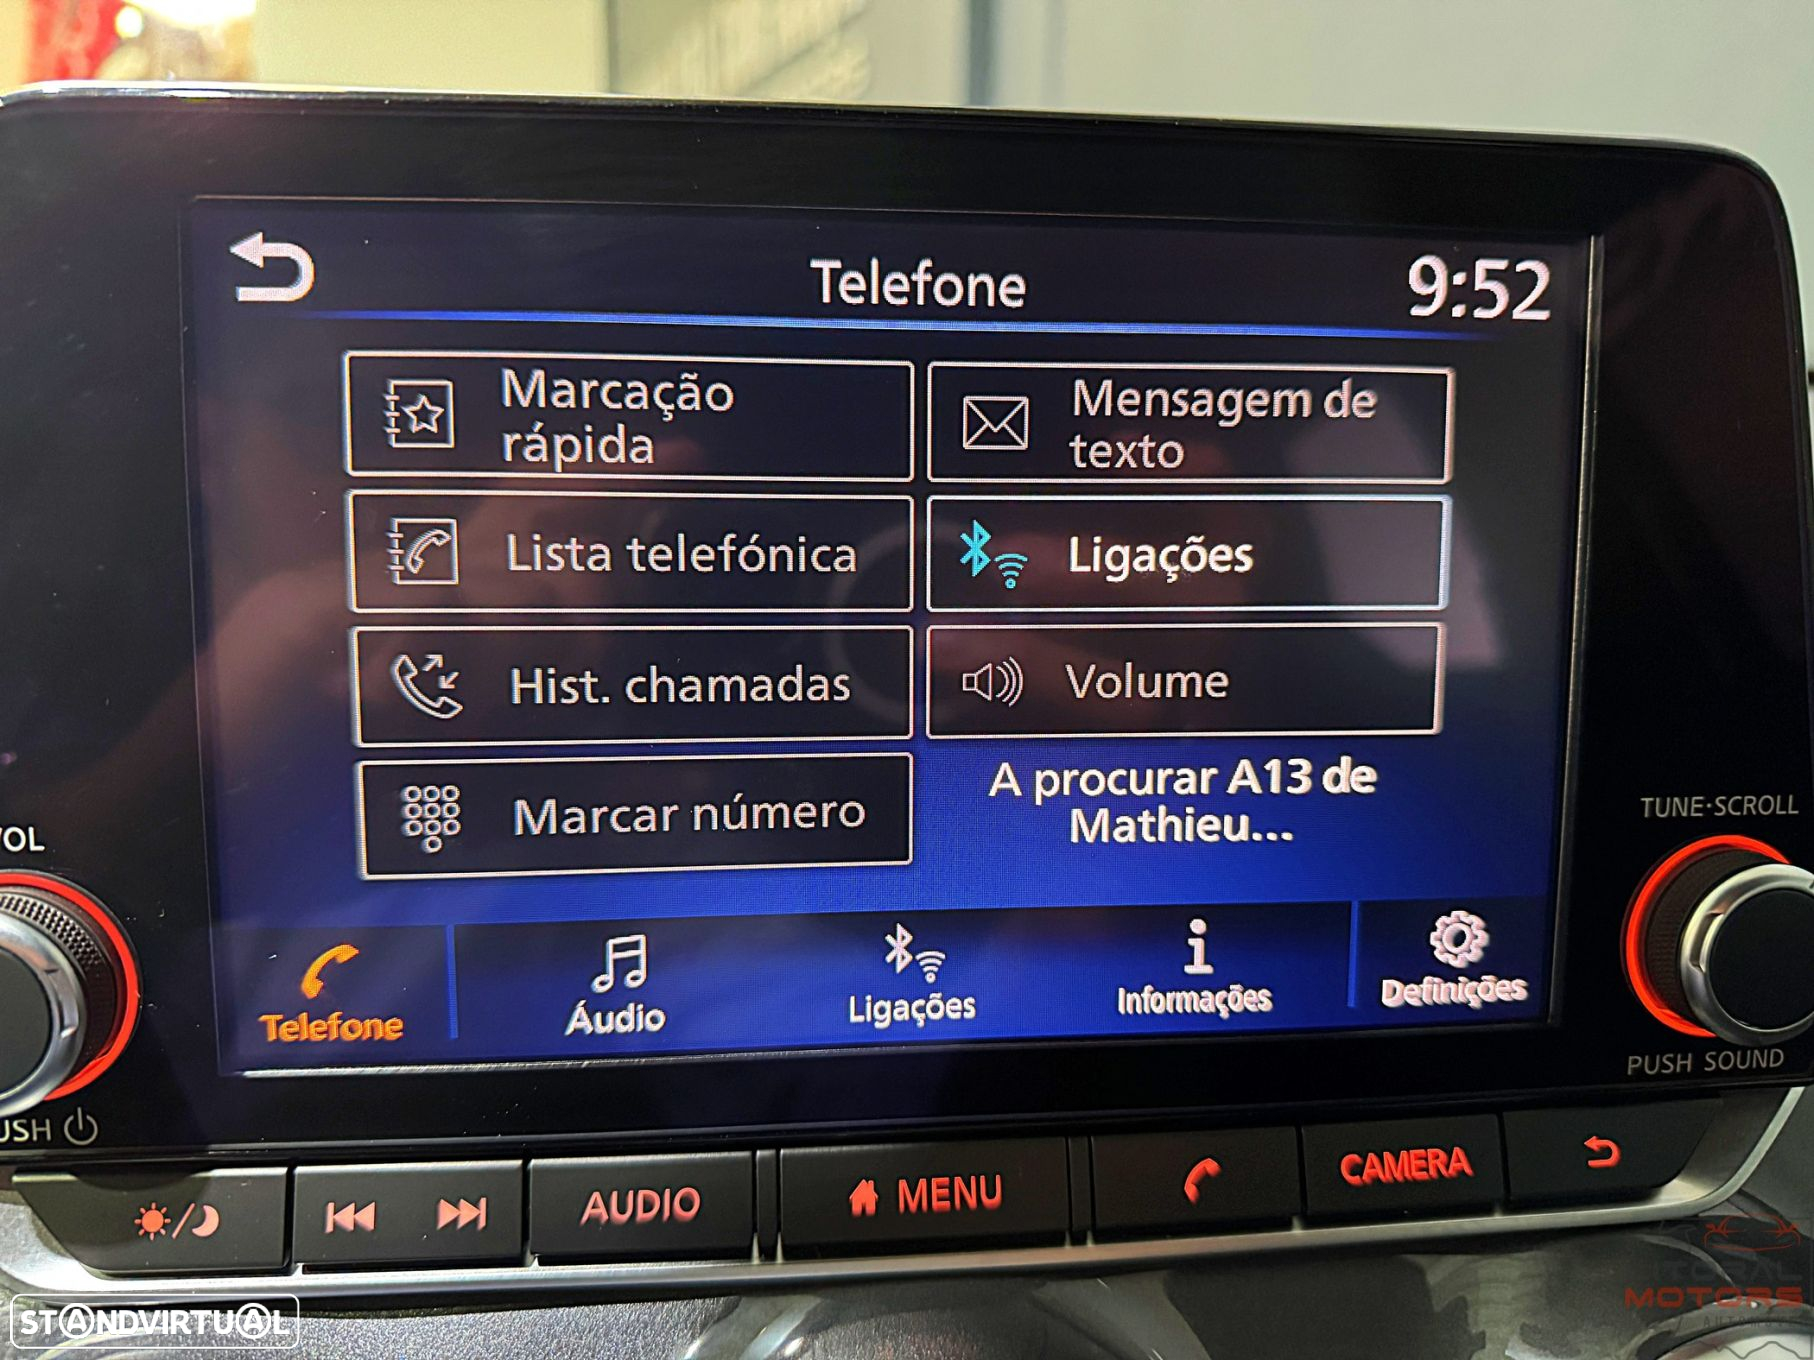 Telefone
9:52
Marcação
rápida
Mensagem de
texto
Lista telefónica
Ligações
Hist. chamadas
Volume
Marcar número
A procurar A13 de
Mathieu...
Telefone
Áudio
Ligações
Informações
Definições
VOL
TUNE·SCROLL
PUSH
PUSH SOUND
AUDIO
MENU
CAMERA
STANDVIRTUAL
MOTORS